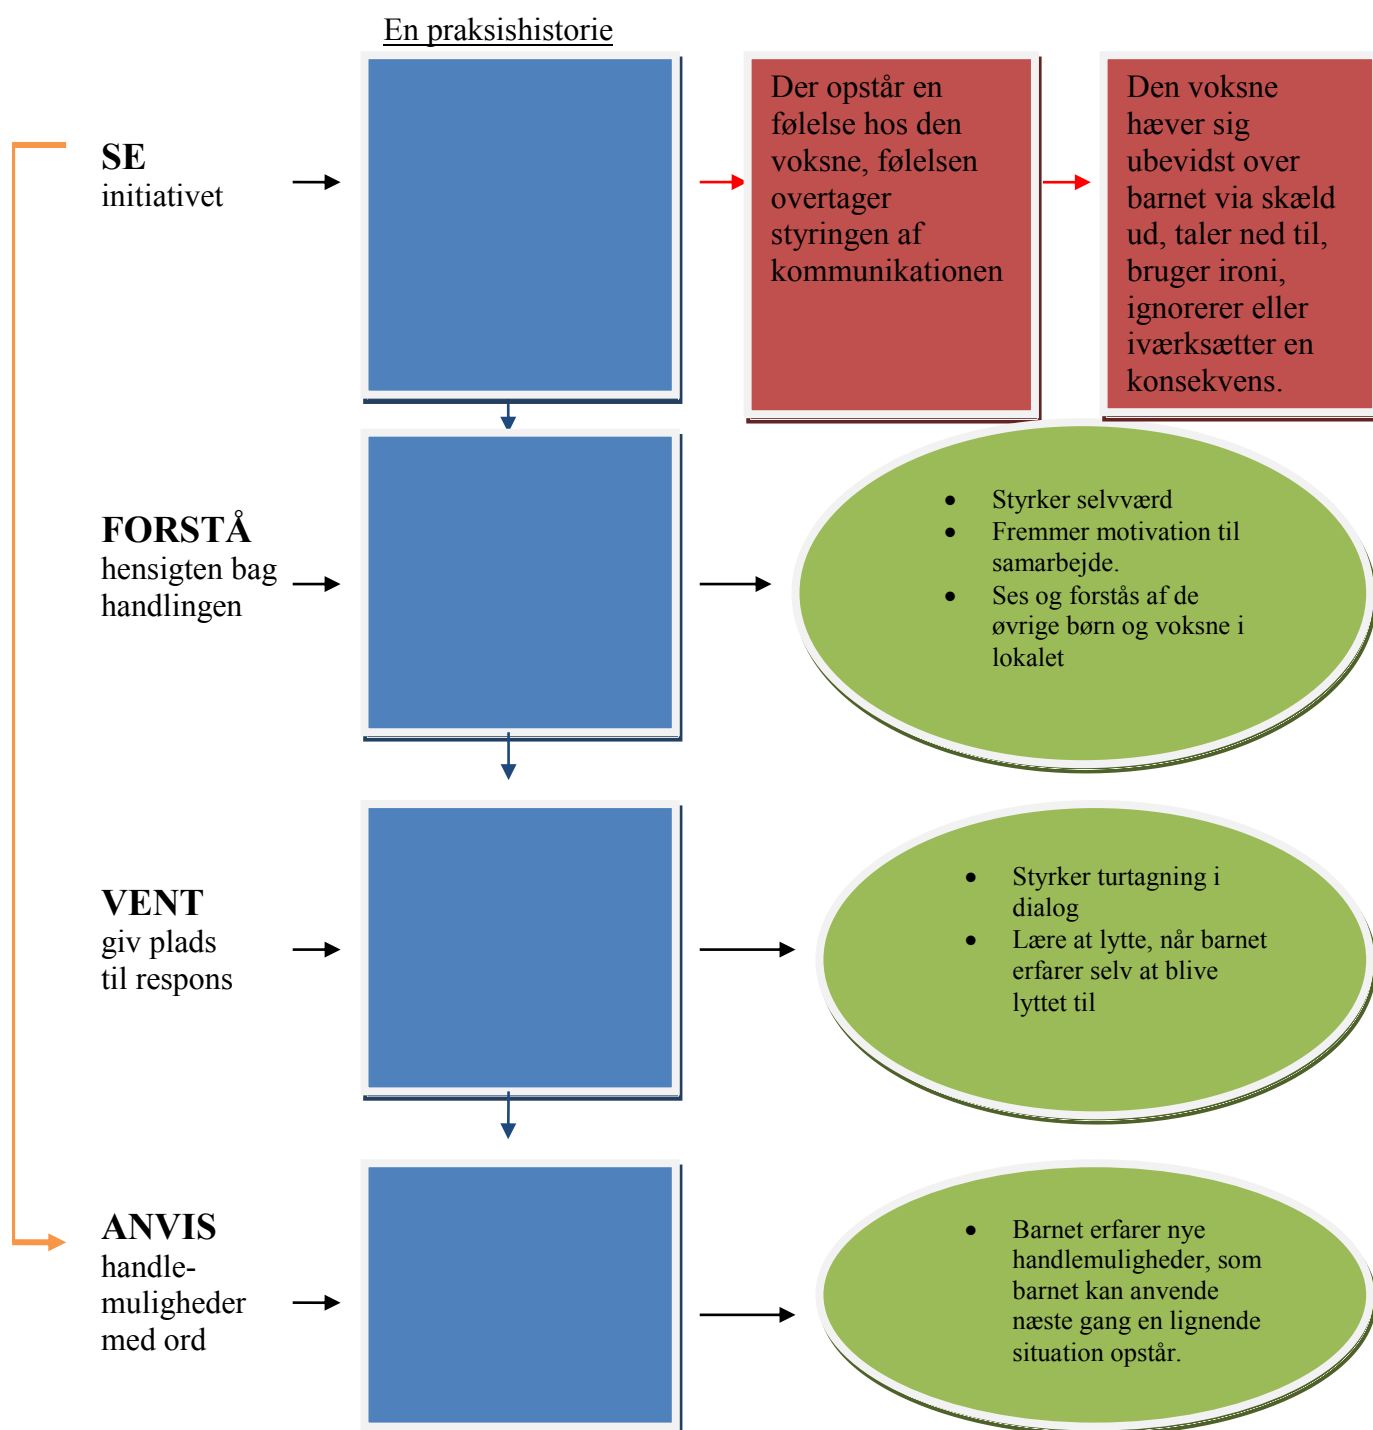 En praksishistorie
SE
initiativet
Der opstår en
følelse hos den
voksne, følelsen
overtager
styringen af
kommunikationen
Den voksne
hæver sig
ubevidst over
barnet via skæld
ud, taler ned til,
bruger ironi,
ignorerer eller
iværksætter en
konsekvens.
FORSTÅ
hensigten bag
handlingen
• Styrker selvværd
• Fremmer motivation til
samarbejde.
• Ses og forstås af de
øvrige børn og voksne i
lokalet
VENT
giv plads
til respons
• Styrker turtagning i
dialog
• Lære at lytte, når barnet
erfarer selv at blive
lyttet til
ANVIS
handle-
muligheder
med ord
• Barnet erfarer nye
handlemuligheder, som
barnet kan anvende
næste gang en lignende
situation opstår.